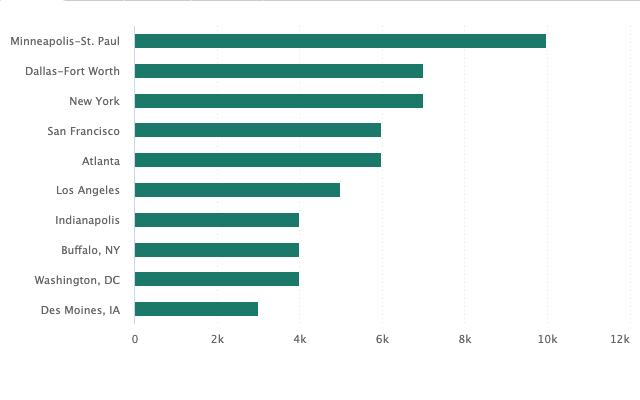 Minneapolis–St. Paul
Dallas–Fort Worth
New York
San Francisco
Atlanta
Los Angeles
Indianapolis
Buffalo, NY
Washington, DC
Des Moines, IA
0 2k 4k 6k 8k 10k 12k